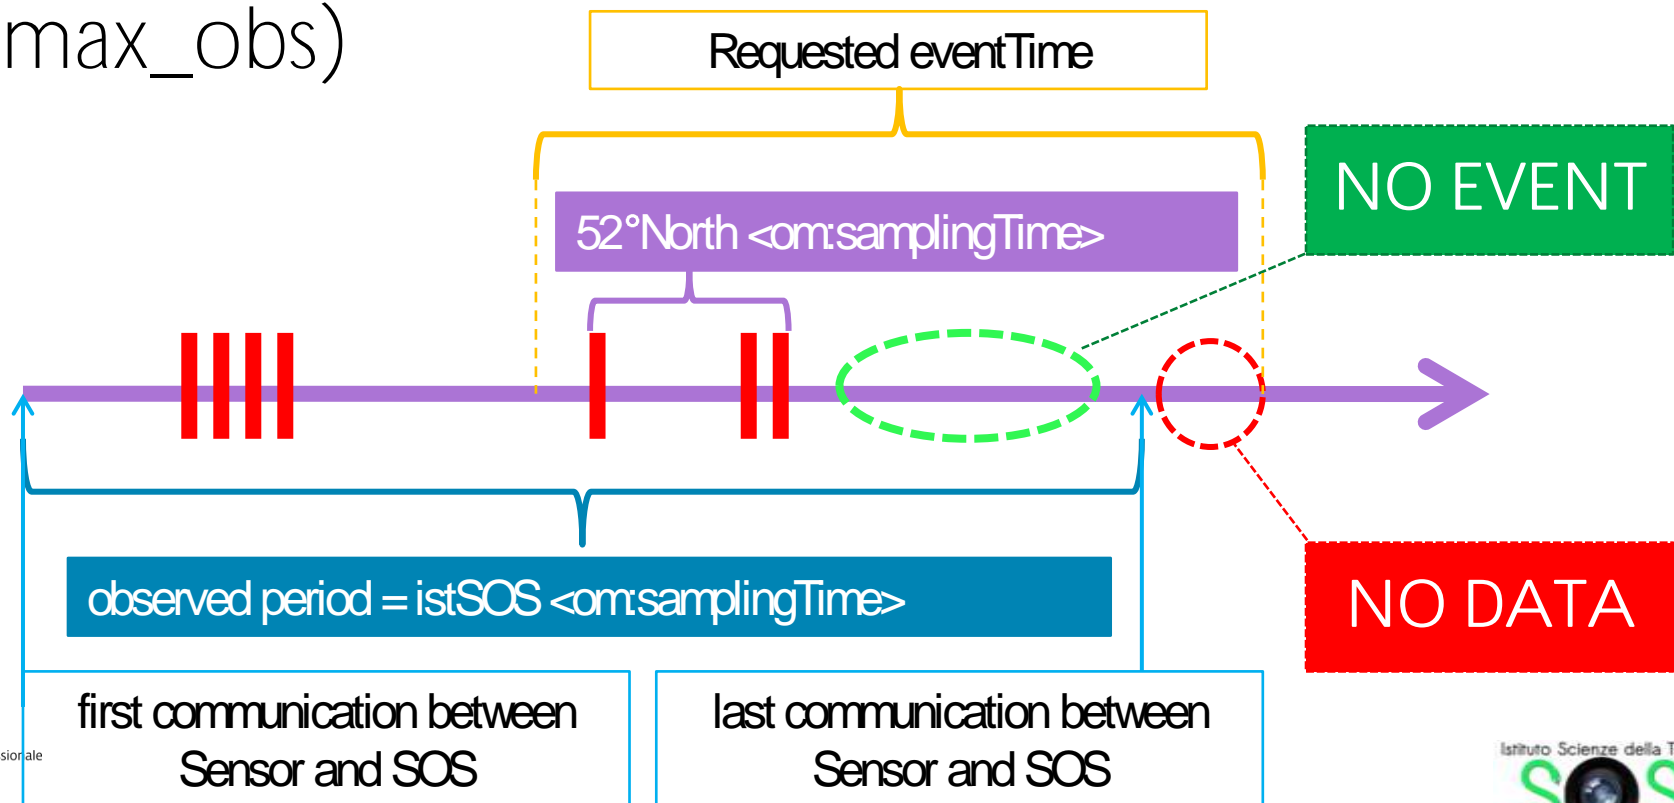 max_obs)
Requested eventTime
NO EVENT
52°North <om:samplingTime>
observed period = istSOS <om:samplingTime>
NO DATA
first communication between
Sensor and SOS
last communication between
Sensor and SOS
ssionale
Istituto Scienze della T